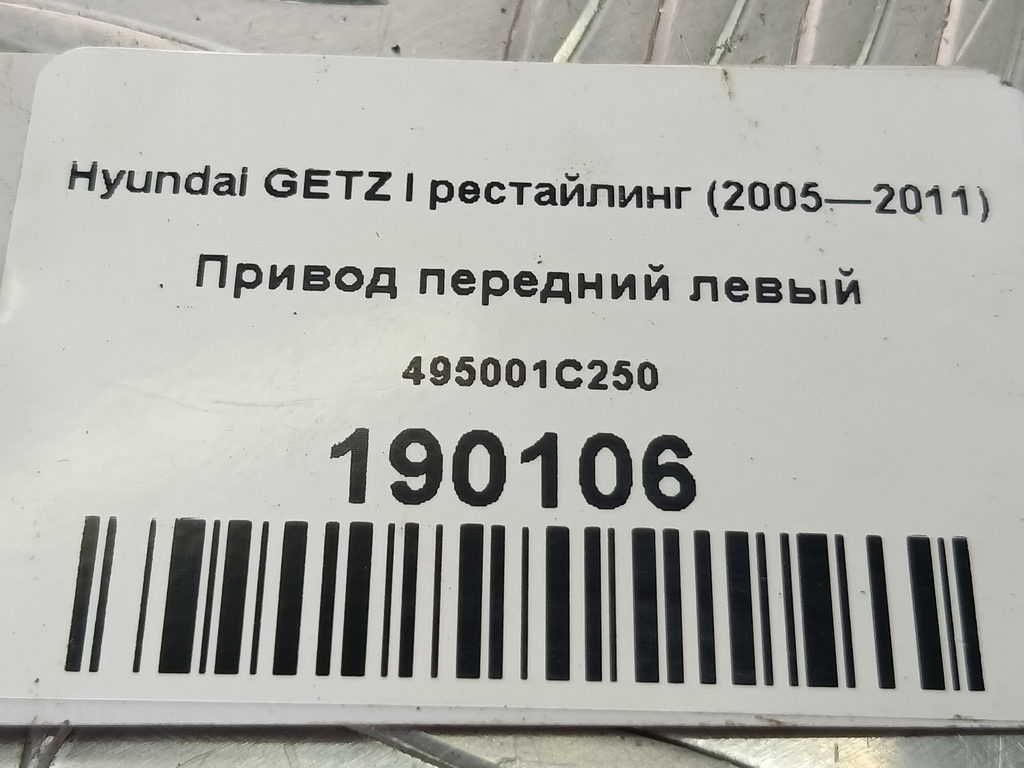 Hyundai GETZ I рестайлинг (2005—2011)
Привод передний левый
495001C250
190106